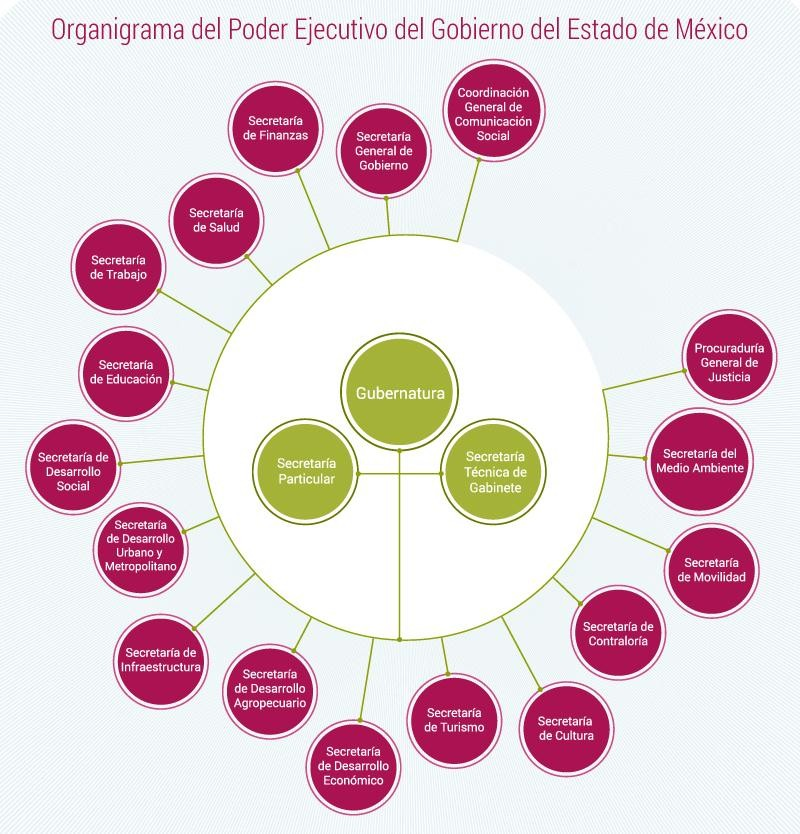 Organigrama del Poder Ejecutivo del Gobierno del Estado de México
Coordinación
General de
Comunicación
Social
Secretaría
de Finanzas
Secretaría
General de
Gobierno
Secretaría
de Salud
Secretaría
de Trabajo
Secretaría
de Educación
Secretaría de
Desarrollo
Social
Secretaría
de Desarrollo
Urbano y
Metropolitano
Secretaría de
Infraestructura
Secretaría
de Desarrollo
Agropecuario
Secretaría
de Desarrollo
Económico
Secretaría
de Turismo
Secretaría
de Cultura
Secretaría de
Contraloría
Secretaría
de Movilidad
Secretaría del
Medio Ambiente
Procuraduría
General de
Justicia
Gubernatura
Secretaría
Particular
Secretaría
Técnica de
Gabinete